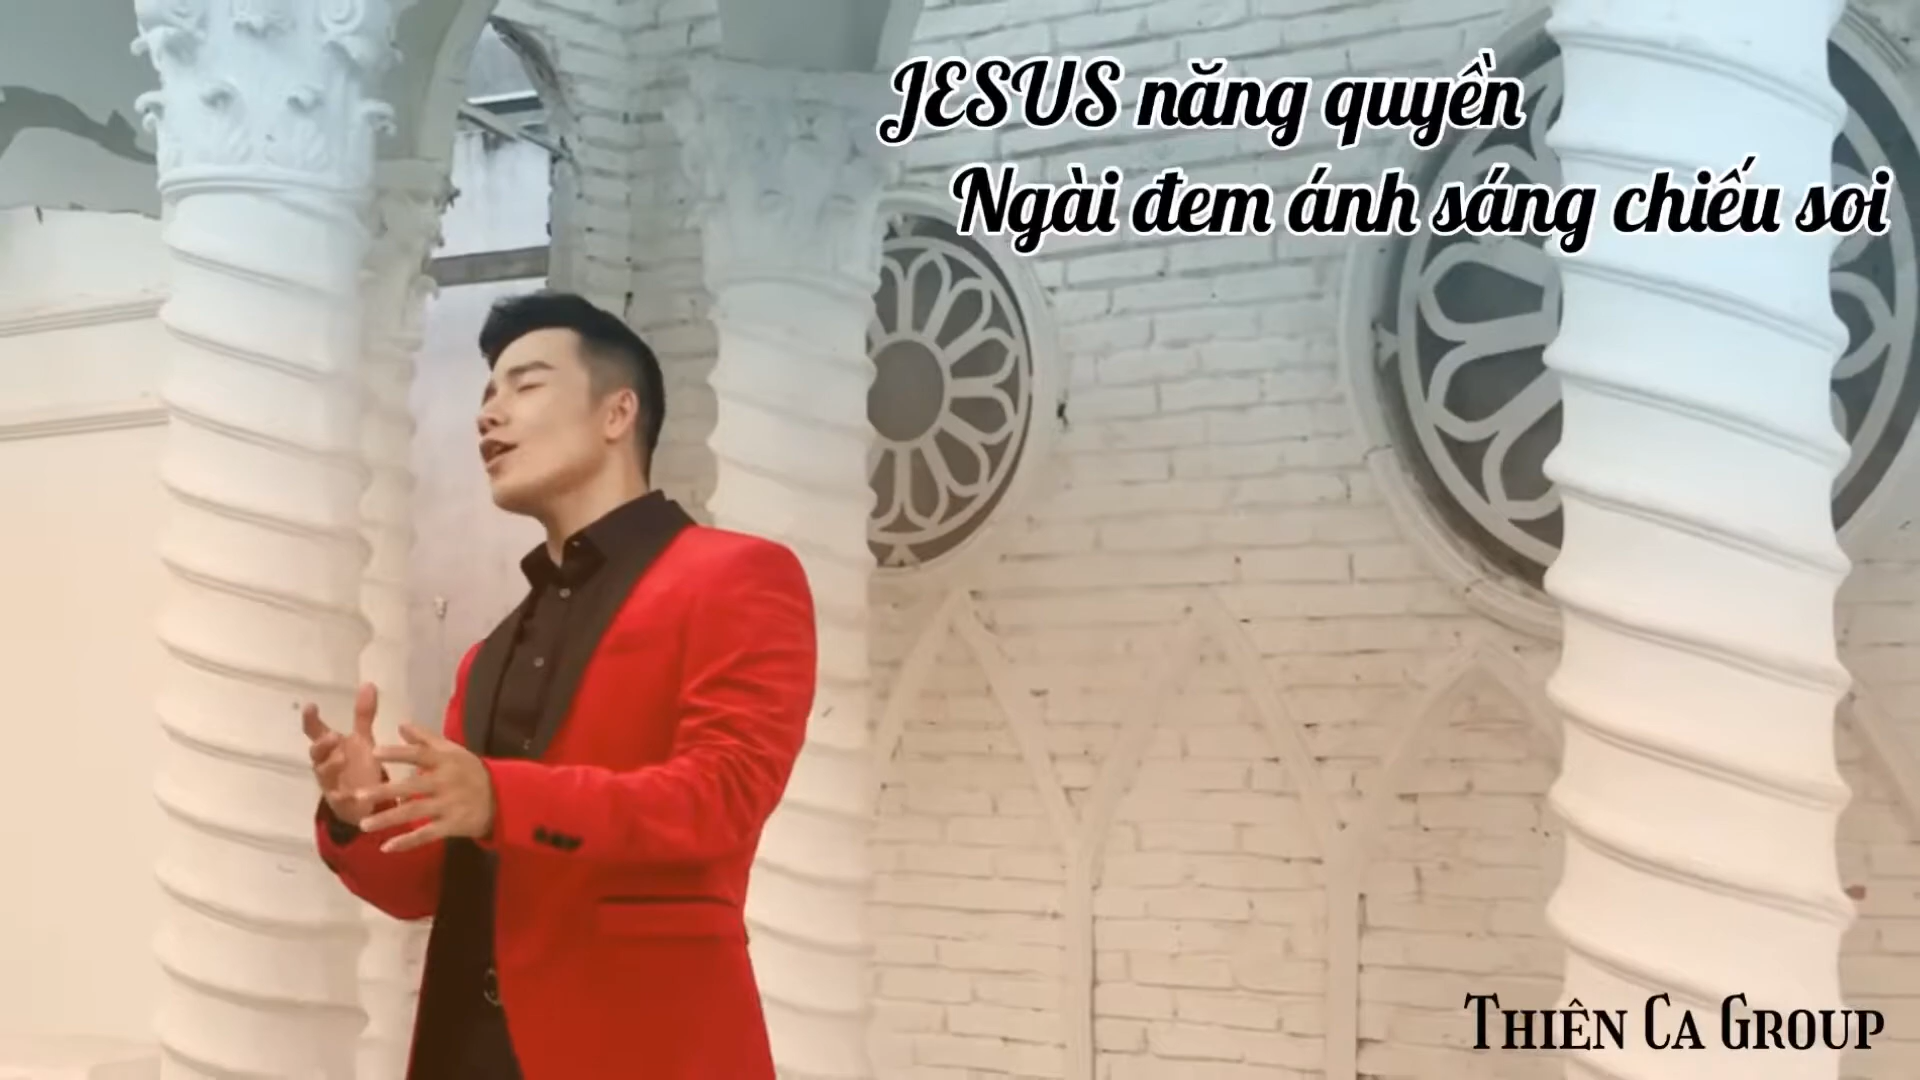 JESUS năng quyền
Ngài đem ánh sáng chiếu soi
THIÊN CA GROUP